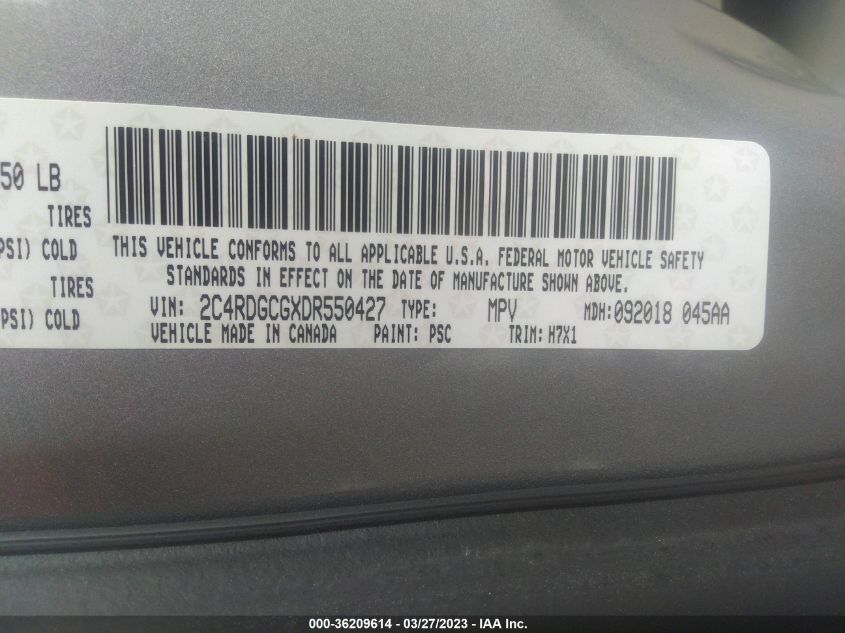 50 LB
TIRES
PSI) COLD
TIRES
PSI) COLD
THIS VEHICLE CONFORMS TO ALL APPLICABLE U.S.A. FEDERAL MOTOR VEHICLE SAFETY
STANDARDS IN EFFECT ON THE DATE OF MANUFACTURE SHOWN ABOVE.
VIN: 2C4RDGCGXDR550427 TYPE: MPV MDH:092018 045AA
VEHICLE MADE IN CANADA PAINT: PSC TRIM: H7X1
000-36209614 - 03/27/2023 - IAA Inc.